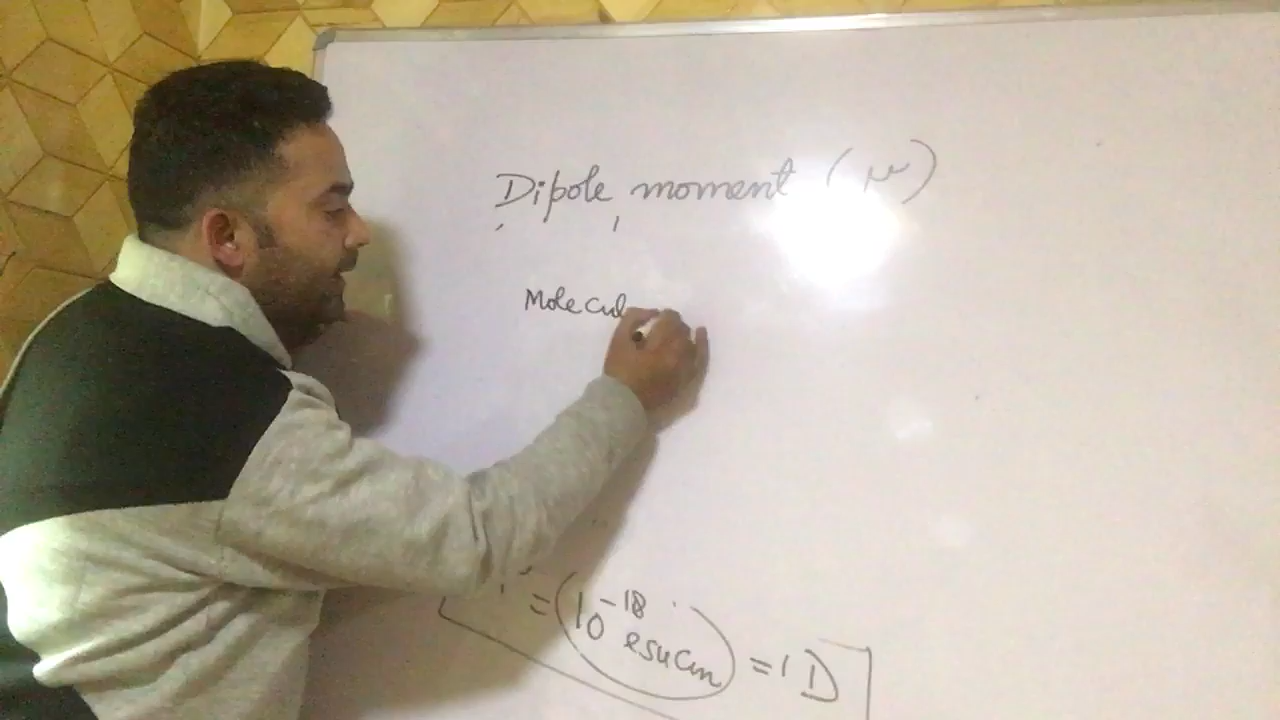 Dipole moment (μ)
Molecul
= 10⁻¹⁸ esu cm = 1 D